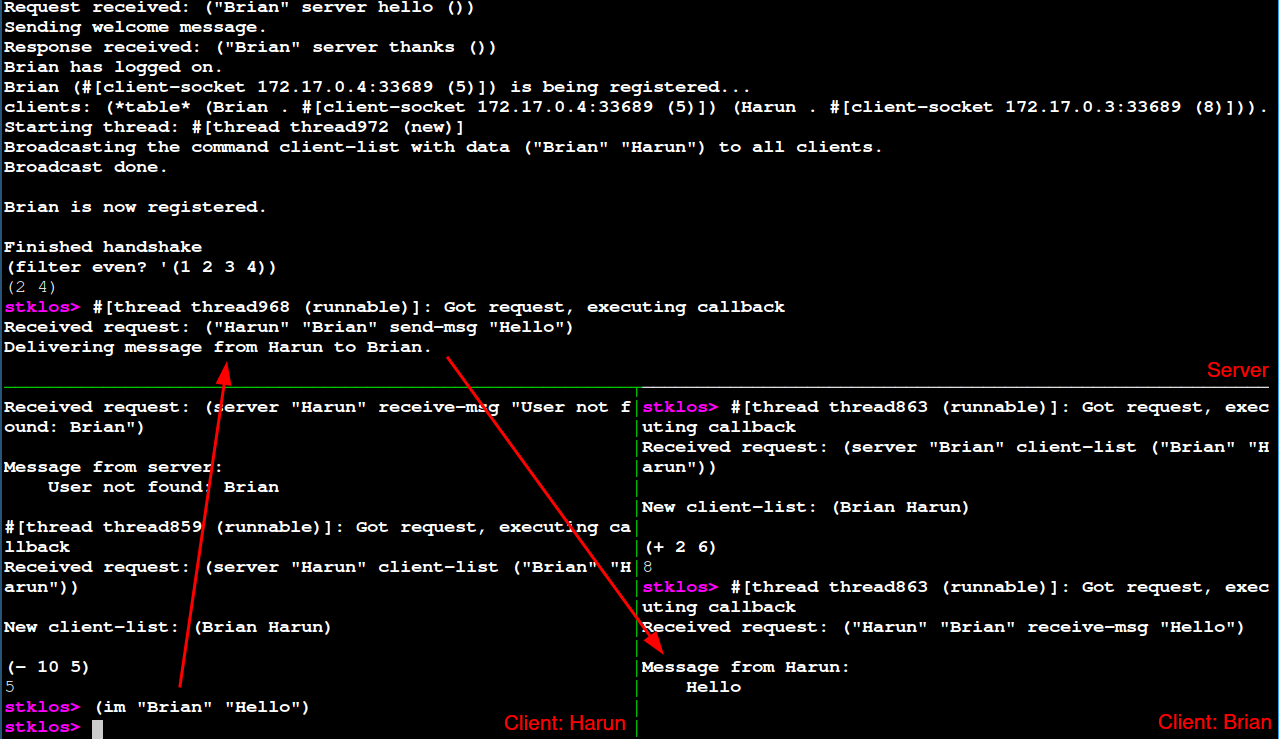 Request received: ("Brian" server hello ())
Sending welcome message.
Response received: ("Brian" server thanks ())
Brian has logged on.
Brian (#[client-socket 172.17.0.4:33689 (5)]) is being registered...
clients: (*table* (Brian . #[client-socket 172.17.0.4:33689 (5)]) (Harun . #[client-socket 172.17.0.3:33689 (8)])).
Starting thread: #[thread thread972 (new)]
Broadcasting the command client-list with data ("Brian" "Harun") to all clients.
Broadcast done.
Brian is now registered.
Finished handshake
(filter even? '(1 2 3 4))
(2 4)
stklos> #[thread thread968 (runnable)]: Got request, executing callback
Received request: ("Harun" "Brian" send-msg "Hello")
Delivering message from Harun to Brian.
Server
Received request: (server "Harun" receive-msg "User not f
ound: Brian")
Message from server:
User not found: Brian
#[thread thread859 (runnable)]: Got request, executing ca
llback
Received request: (server "Harun" client-list ("Brian" "H
arun"))
New client-list: (Brian Harun)
(- 10 5)
5
stklos> (im "Brian" "Hello")
stklos>
Client: Harun
stklos> #[thread thread863 (runnable)]: Got request, exec
uting callback
Received request: (server "Brian" client-list ("Brian" "H
arun"))
New client-list: (Brian Harun)
(+ 2 6)
8
stklos> #[thread thread863 (runnable)]: Got request, exec
uting callback
Received request: ("Harun" "Brian" receive-msg "Hello")
Message from Harun:
Hello
Client: Brian